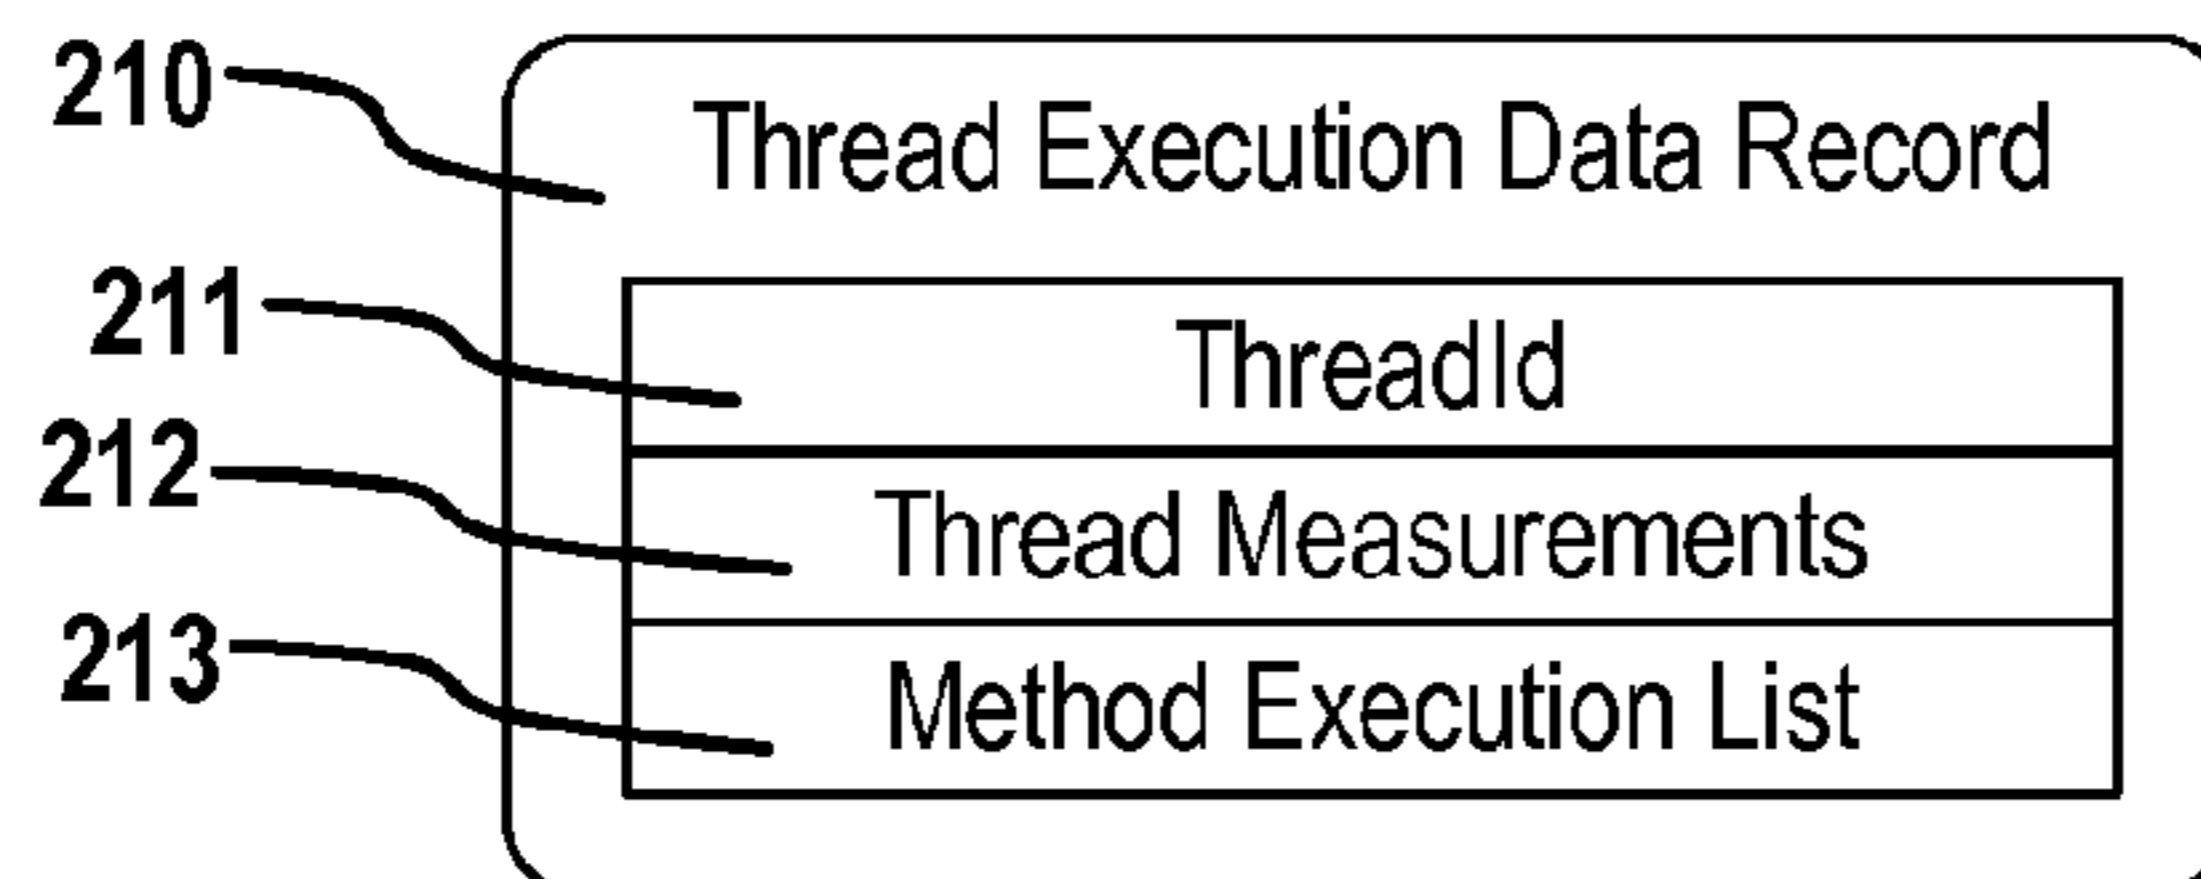 210
Thread Execution Data Record
211
ThreadId
212
Thread Measurements
213
Method Execution List